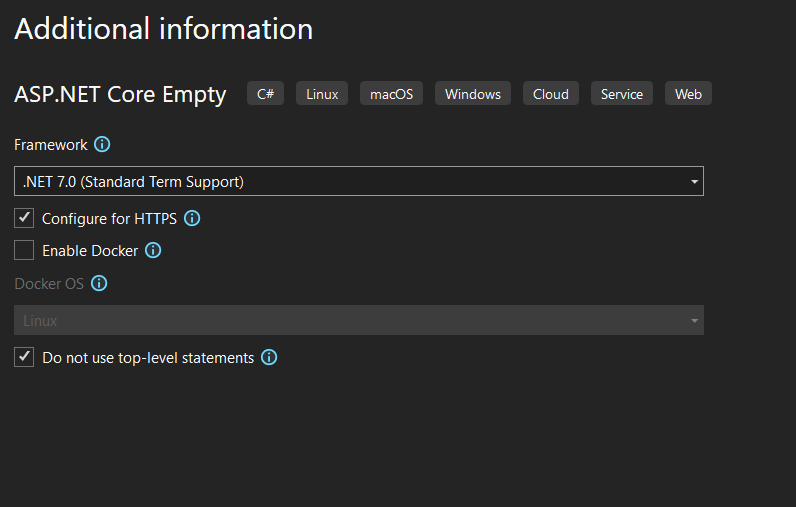 Additional information
ASP.NET Core Empty C# Linux macOS Windows Cloud Service Web
Framework
.NET 7.0 (Standard Term Support)
Configure for HTTPS
Enable Docker
Docker OS
Linux
Do not use top-level statements